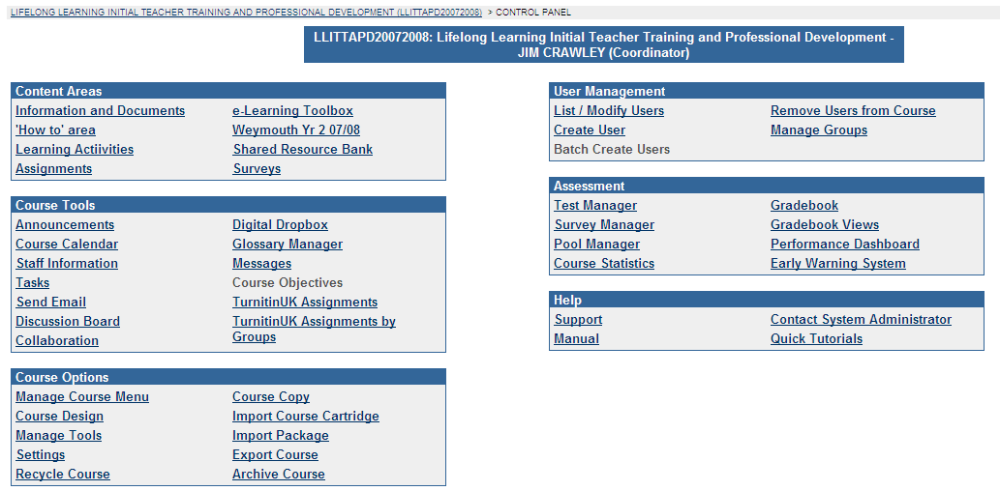 LIFELONG LEARNING INITIAL TEACHER TRAINING AND PROFESSIONAL DEVELOPMENT (LLITTAPD20072008) > CONTROL PANEL
LLITTAPD20072008: Lifelong Learning Initial Teacher Training and Professional Development -
JIM CRAWLEY (Coordinator)
Content Areas
Information and Documents
e-Learning Toolbox
'How to' area
Weymouth Yr 2 07/08
Learning Actiivities
Shared Resource Bank
Assignments
Surveys
Course Tools
Announcements
Digital Dropbox
Course Calendar
Glossary Manager
Staff Information
Messages
Tasks
Course Objectives
Send Email
TurnitinUK Assignments
Discussion Board
TurnitinUK Assignments by
Groups
Collaboration
Course Options
Manage Course Menu
Course Copy
Course Design
Import Course Cartridge
Manage Tools
Import Package
Settings
Export Course
Recycle Course
Archive Course
User Management
List / Modify Users
Remove Users from Course
Create User
Manage Groups
Batch Create Users
Assessment
Test Manager
Gradebook
Survey Manager
Gradebook Views
Pool Manager
Performance Dashboard
Course Statistics
Early Warning System
Help
Support
Contact System Administrator
Manual
Quick Tutorials